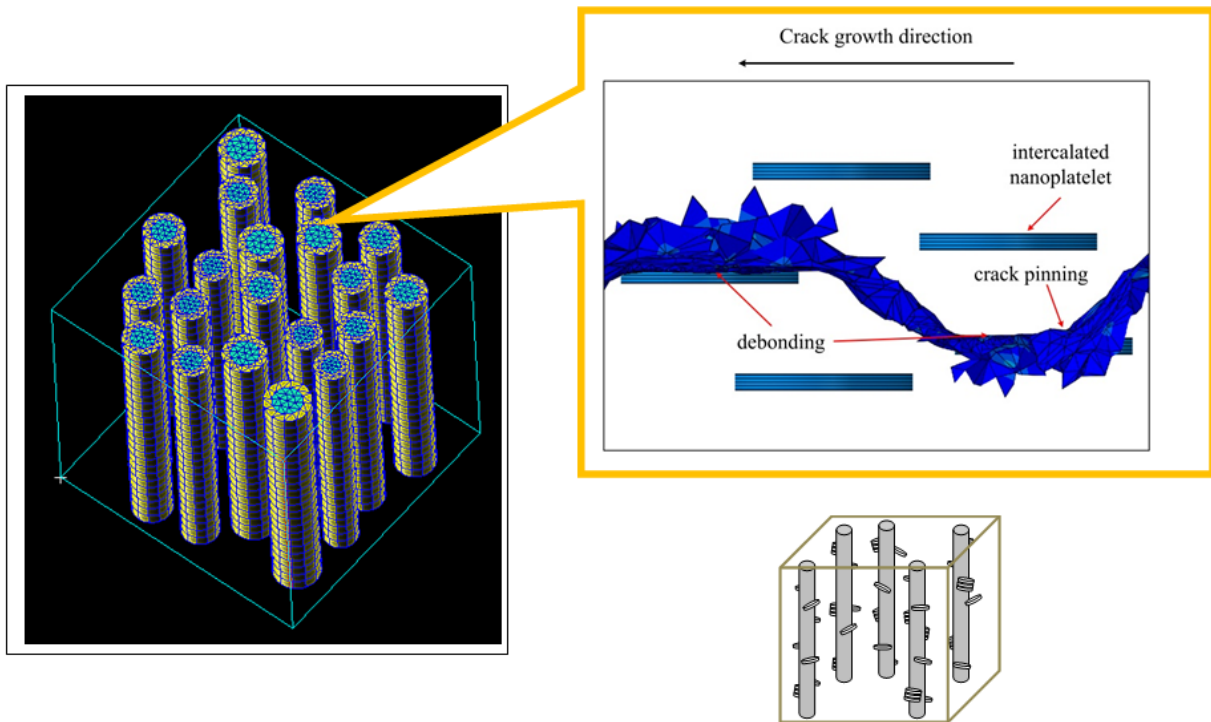 Crack growth direction
intercalated
nanoplatelet
crack pinning
debonding